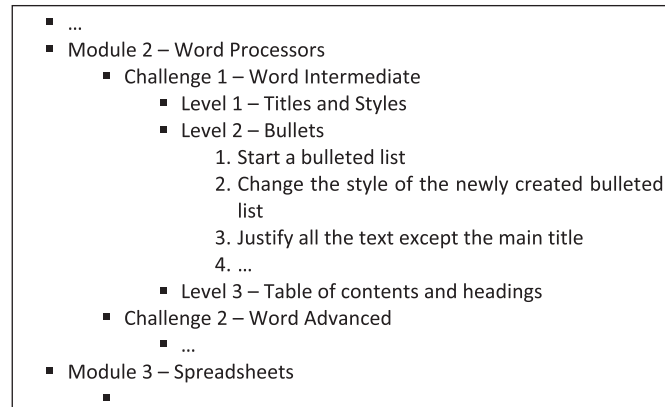 ▪ ...
▪ Module 2 – Word Processors
▪ Challenge 1 – Word Intermediate
▪ Level 1 – Titles and Styles
▪ Level 2 – Bullets
1. Start a bulleted list
2. Change the style of the newly created bulleted
list
3. Justify all the text except the main title
4. ...
▪ Level 3 – Table of contents and headings
▪ Challenge 2 – Word Advanced
▪ ...
▪ Module 3 – Spreadsheets
▪